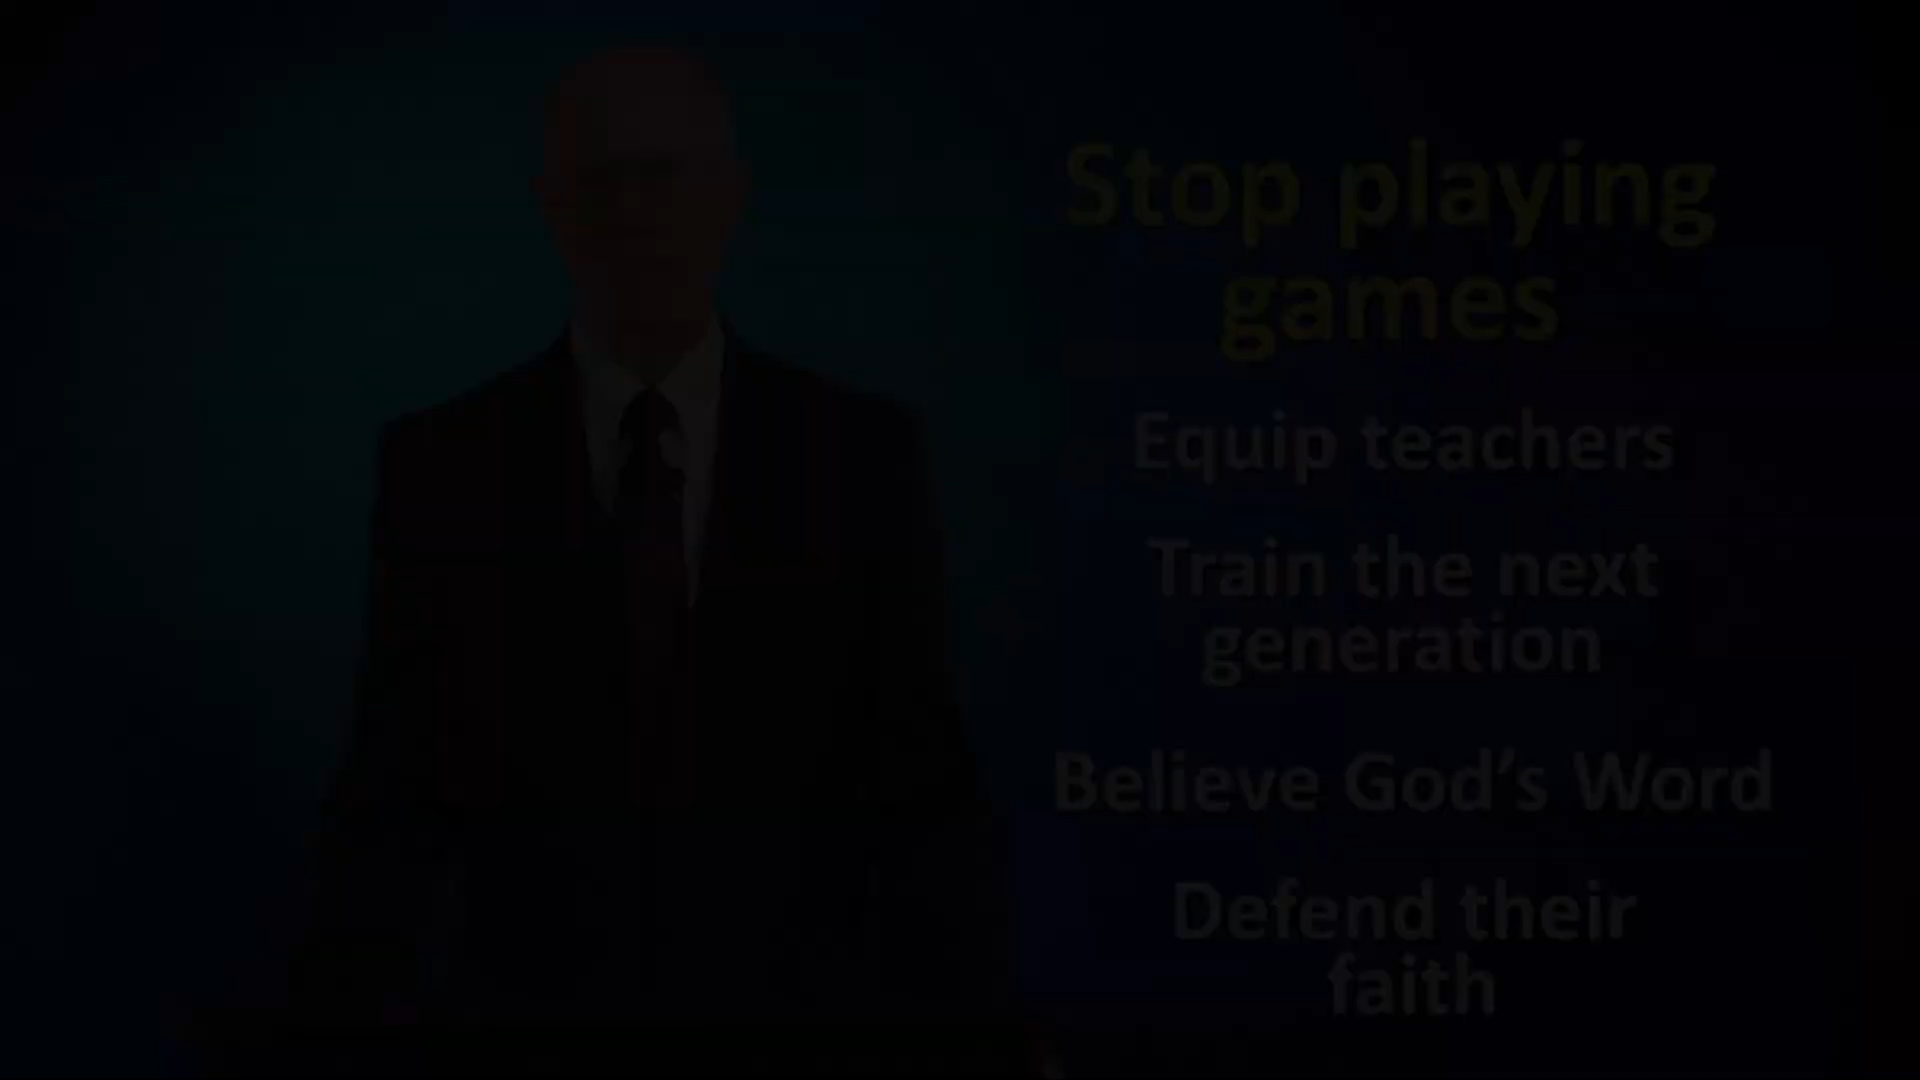 Stop playing
games
Equip teachers
Train the next
generation
Believe God’s Word
Defend their
faith